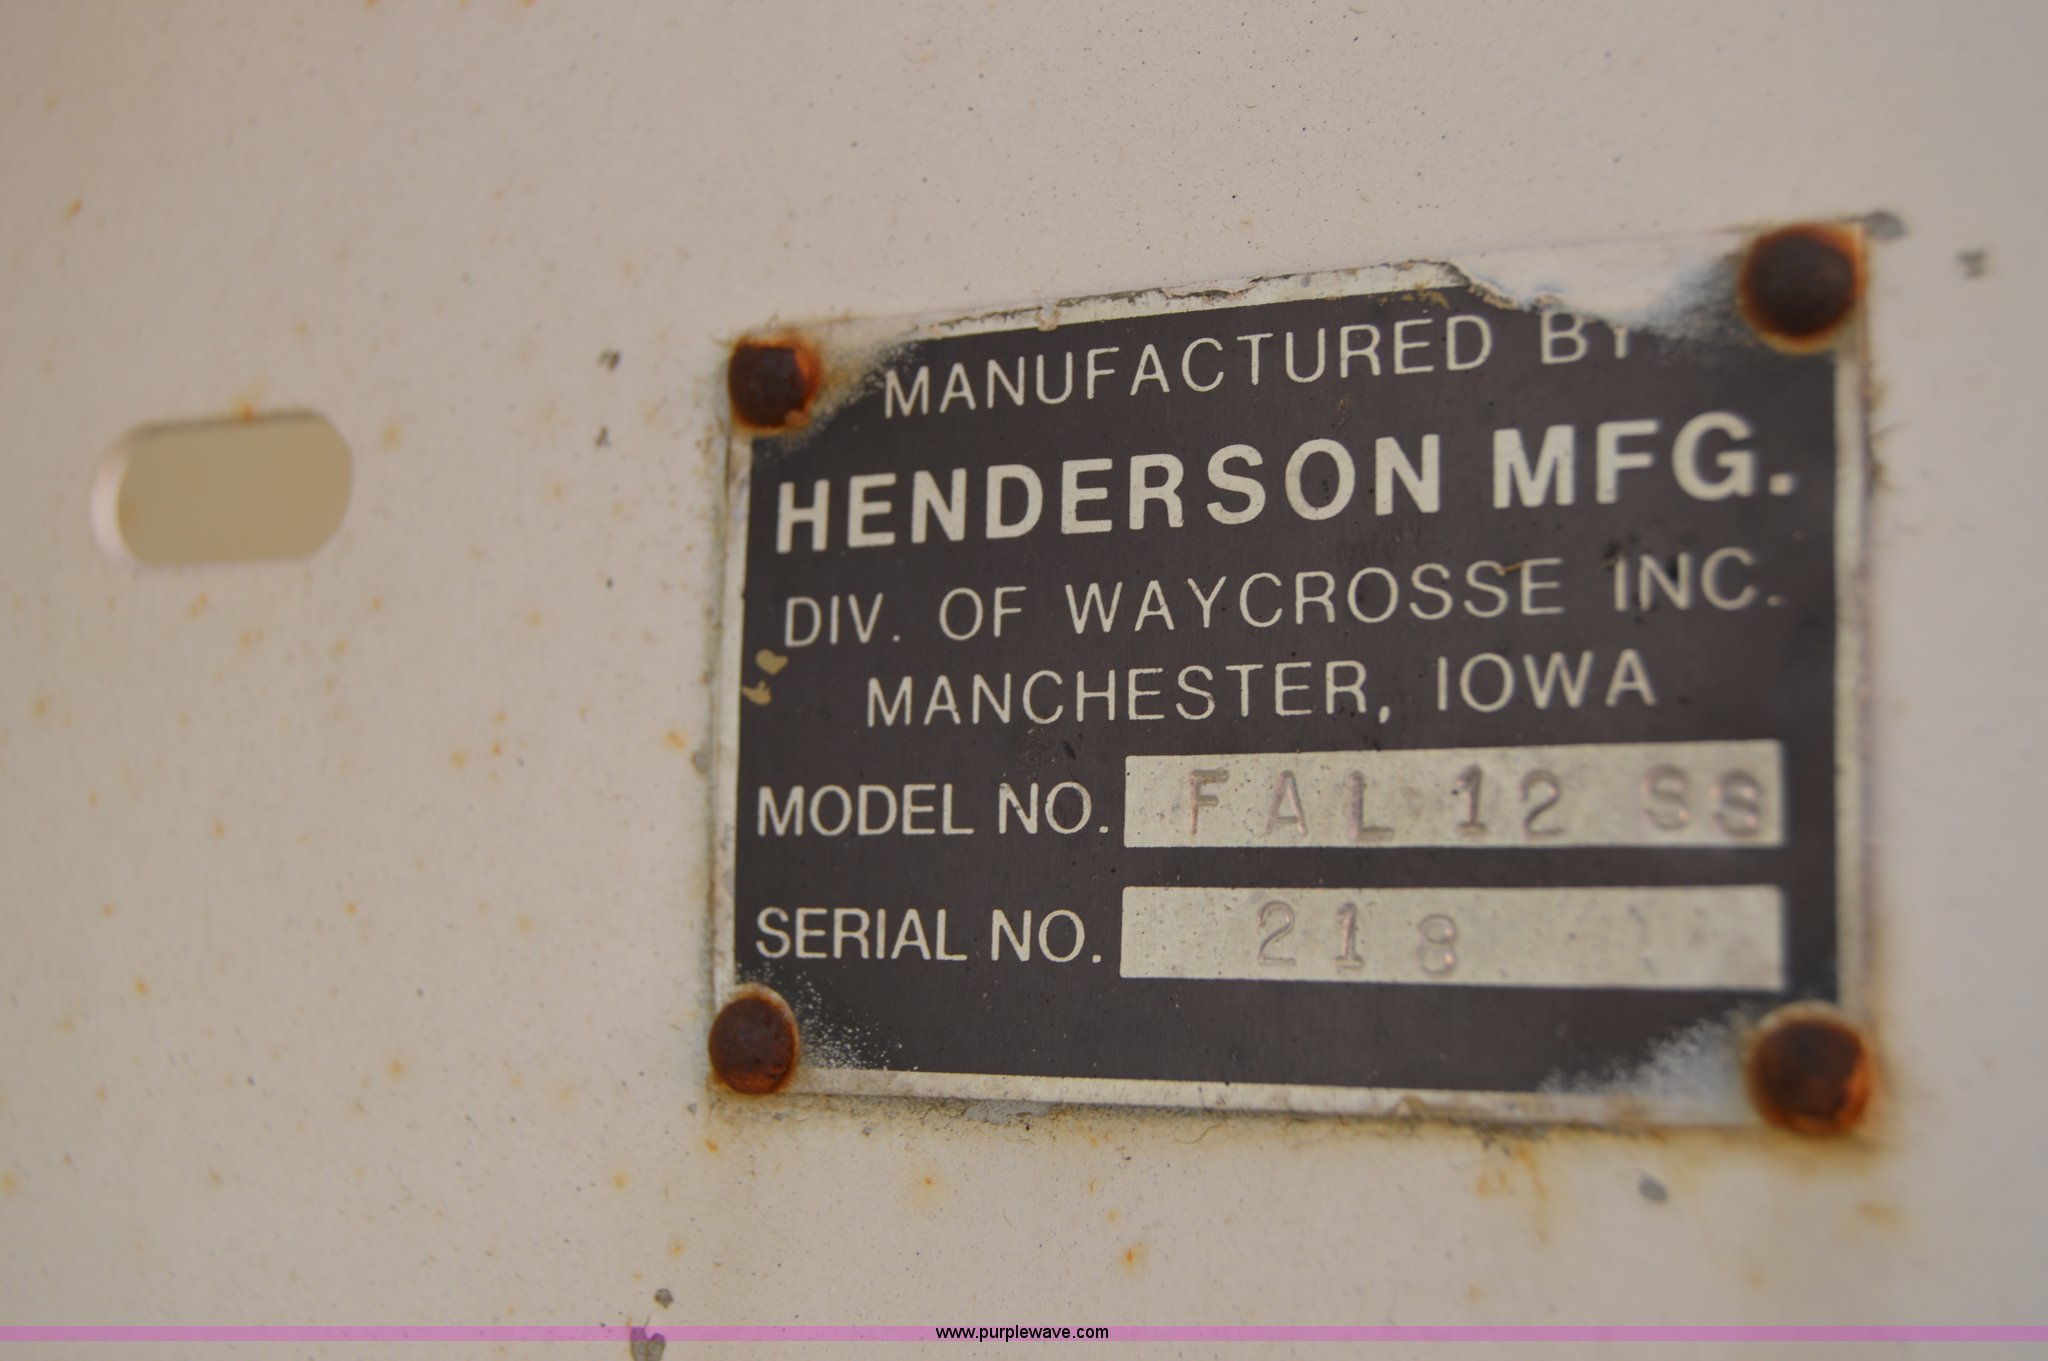 MANUFACTURED BY
HENDERSON MFG.
DIV. OF WAYCROSSE INC.
MANCHESTER, IOWA
MODEL NO. FAL 12 SS
SERIAL NO. 218
www.purplewave.com